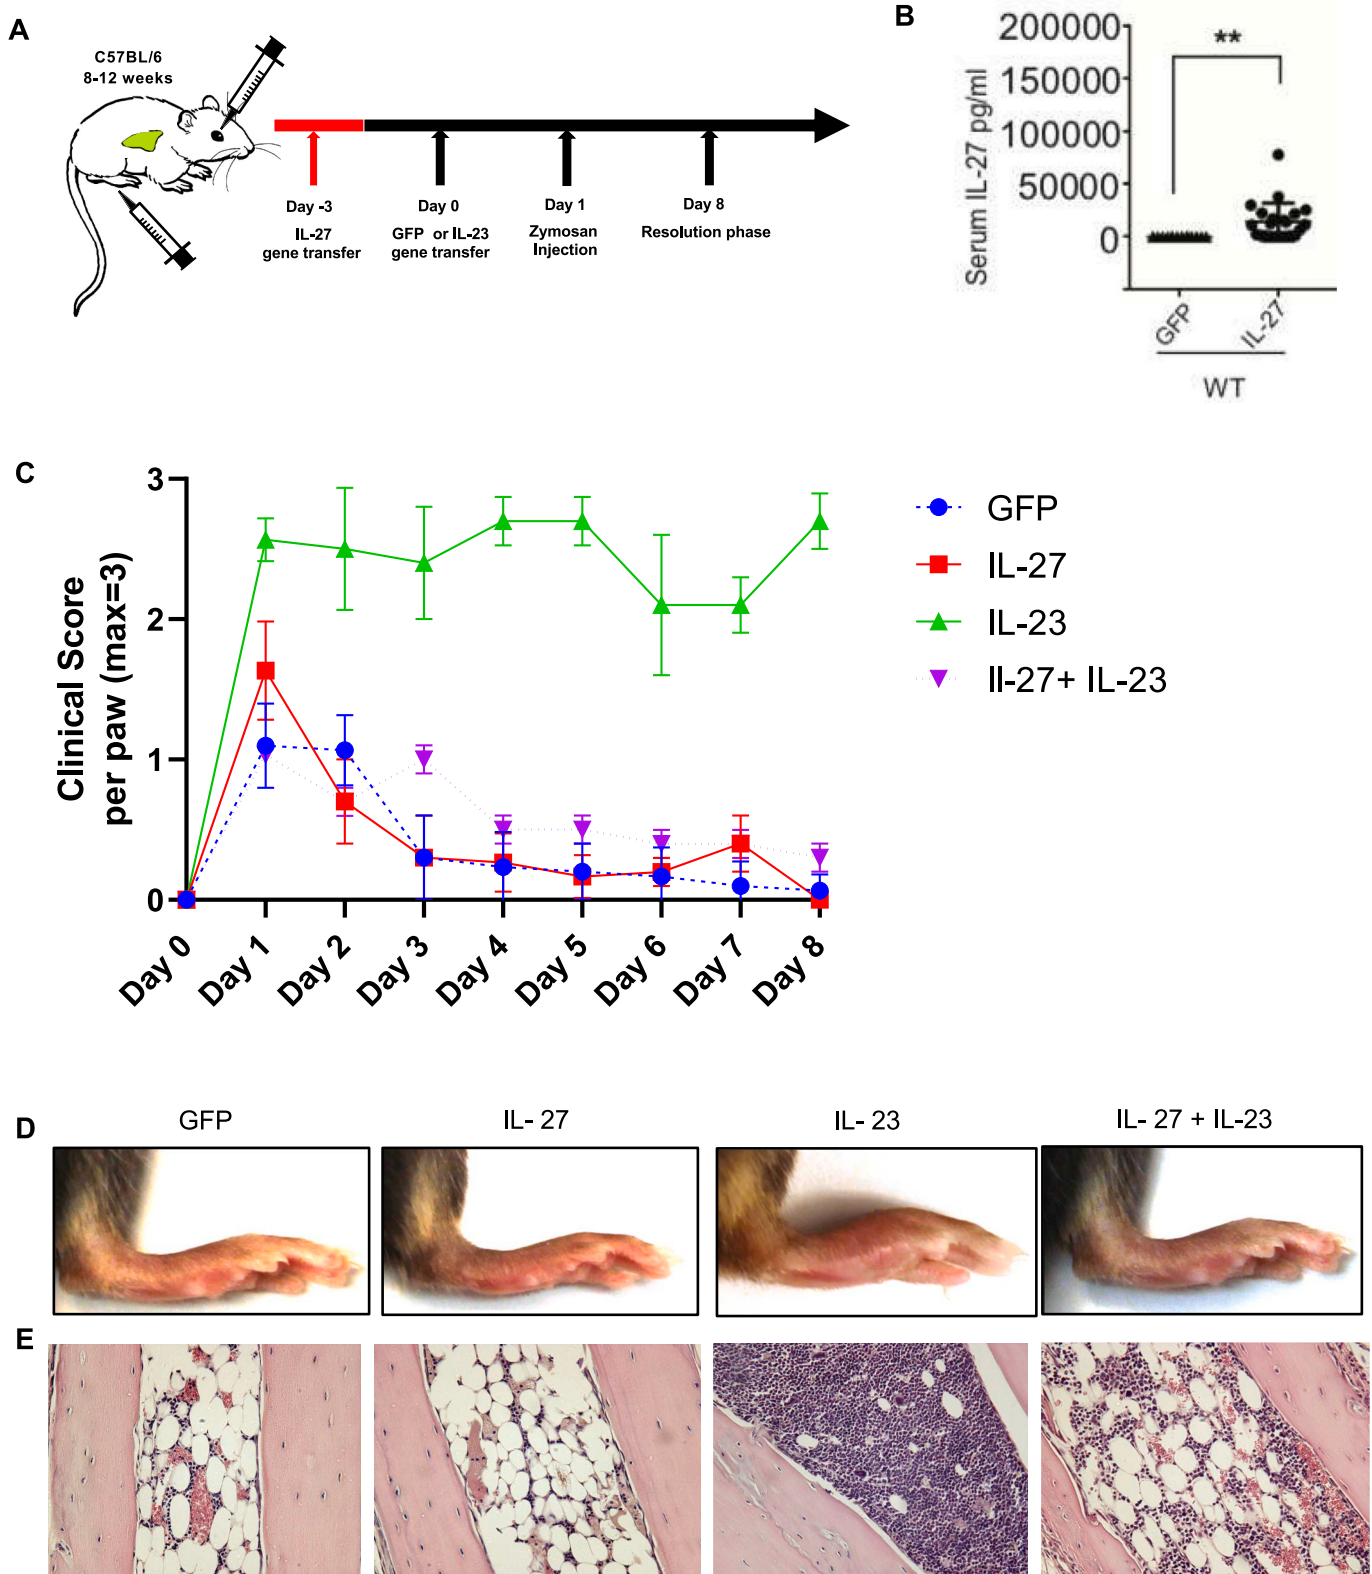 A
C57BL/6
8-12 weeks
Day -3
IL-27
gene transfer
Day 0
GFP or IL-23
gene transfer
Day 1
Zymosan
Injection
Day 8
Resolution phase
B
Serum IL-27 pg/ml
200000
150000
100000
50000
0
**
GFP
IL-27
WT
C
Clinical Score
per paw (max=3)
3
2
1
0
Day 0
Day 1
Day 2
Day 3
Day 4
Day 5
Day 6
Day 7
Day 8
GFP
IL-27
IL-23
Il-27+ IL-23
D
GFP
IL- 27
IL- 23
IL- 27 + IL-23
E